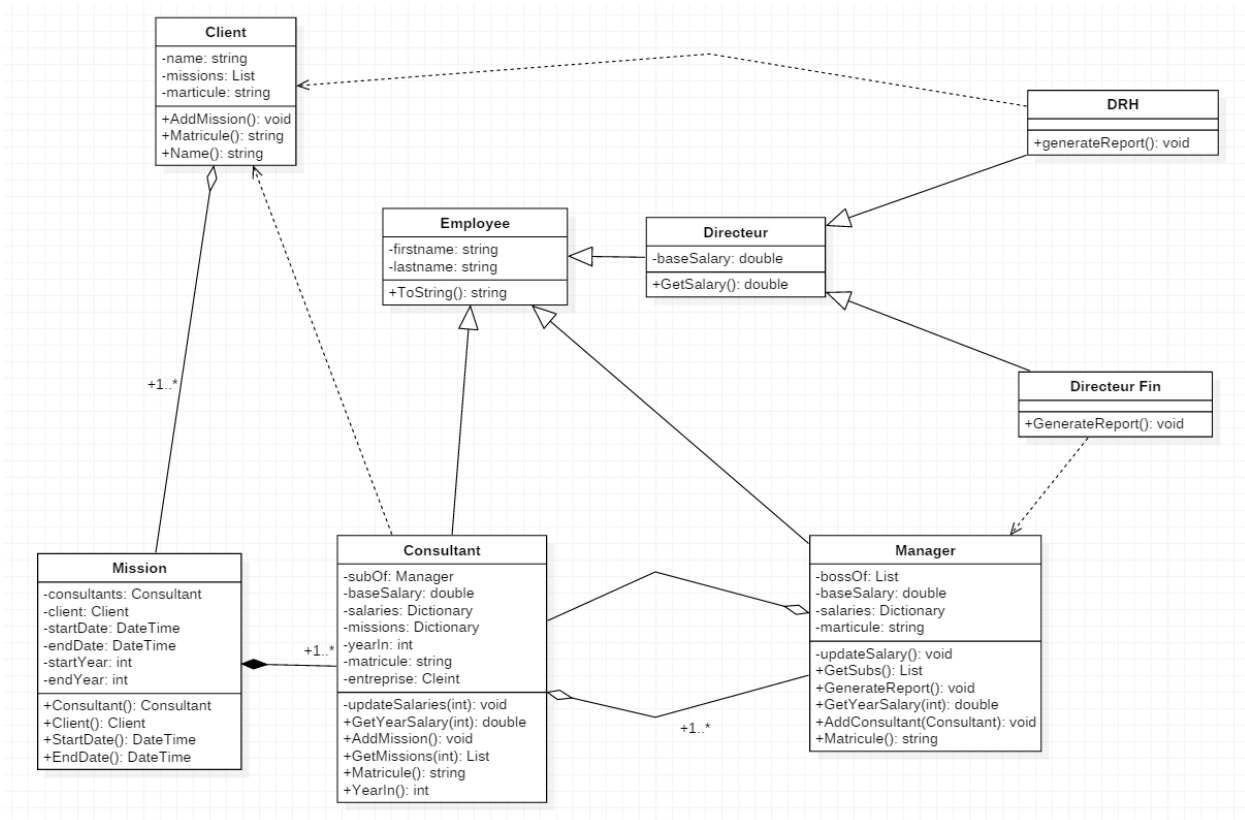 Client
-name: string
-missions: List
-marticule: string
+AddMission(): void
+Matricule(): string
+Name(): string
DRH
+generateReport(): void
Employee
-firstname: string
-lastname: string
+ToString(): string
Directeur
-baseSalary: double
+GetSalary(): double
Directeur Fin
+GenerateReport(): void
+1..*
Mission
-consultants: Consultant
-client: Client
-startDate: DateTime
-endDate: DateTime
-startYear: int
-endYear: int
+Consultant(): Consultant
+Client(): Client
+StartDate(): DateTime
+EndDate(): DateTime
+1..*
Consultant
-subOf: Manager
-baseSalary: double
-salaries: Dictionary
-missions: Dictionary
-yearIn: int
-matricule: string
-entreprise: Cleint
-updateSalaries(int): void
+GetYearSalary(int): double
+AddMission(): void
+GetMissions(int): List
+Matricule(): string
+YearIn(): int
+1..*
Manager
-bossOf: List
-baseSalary: double
-salaries: Dictionary
-marticule: string
-updateSalary(): void
+GetSubs(): List
+GenerateReport(): void
+GetYearSalary(int): double
+AddConsultant(Consultant): void
+Matricule(): string